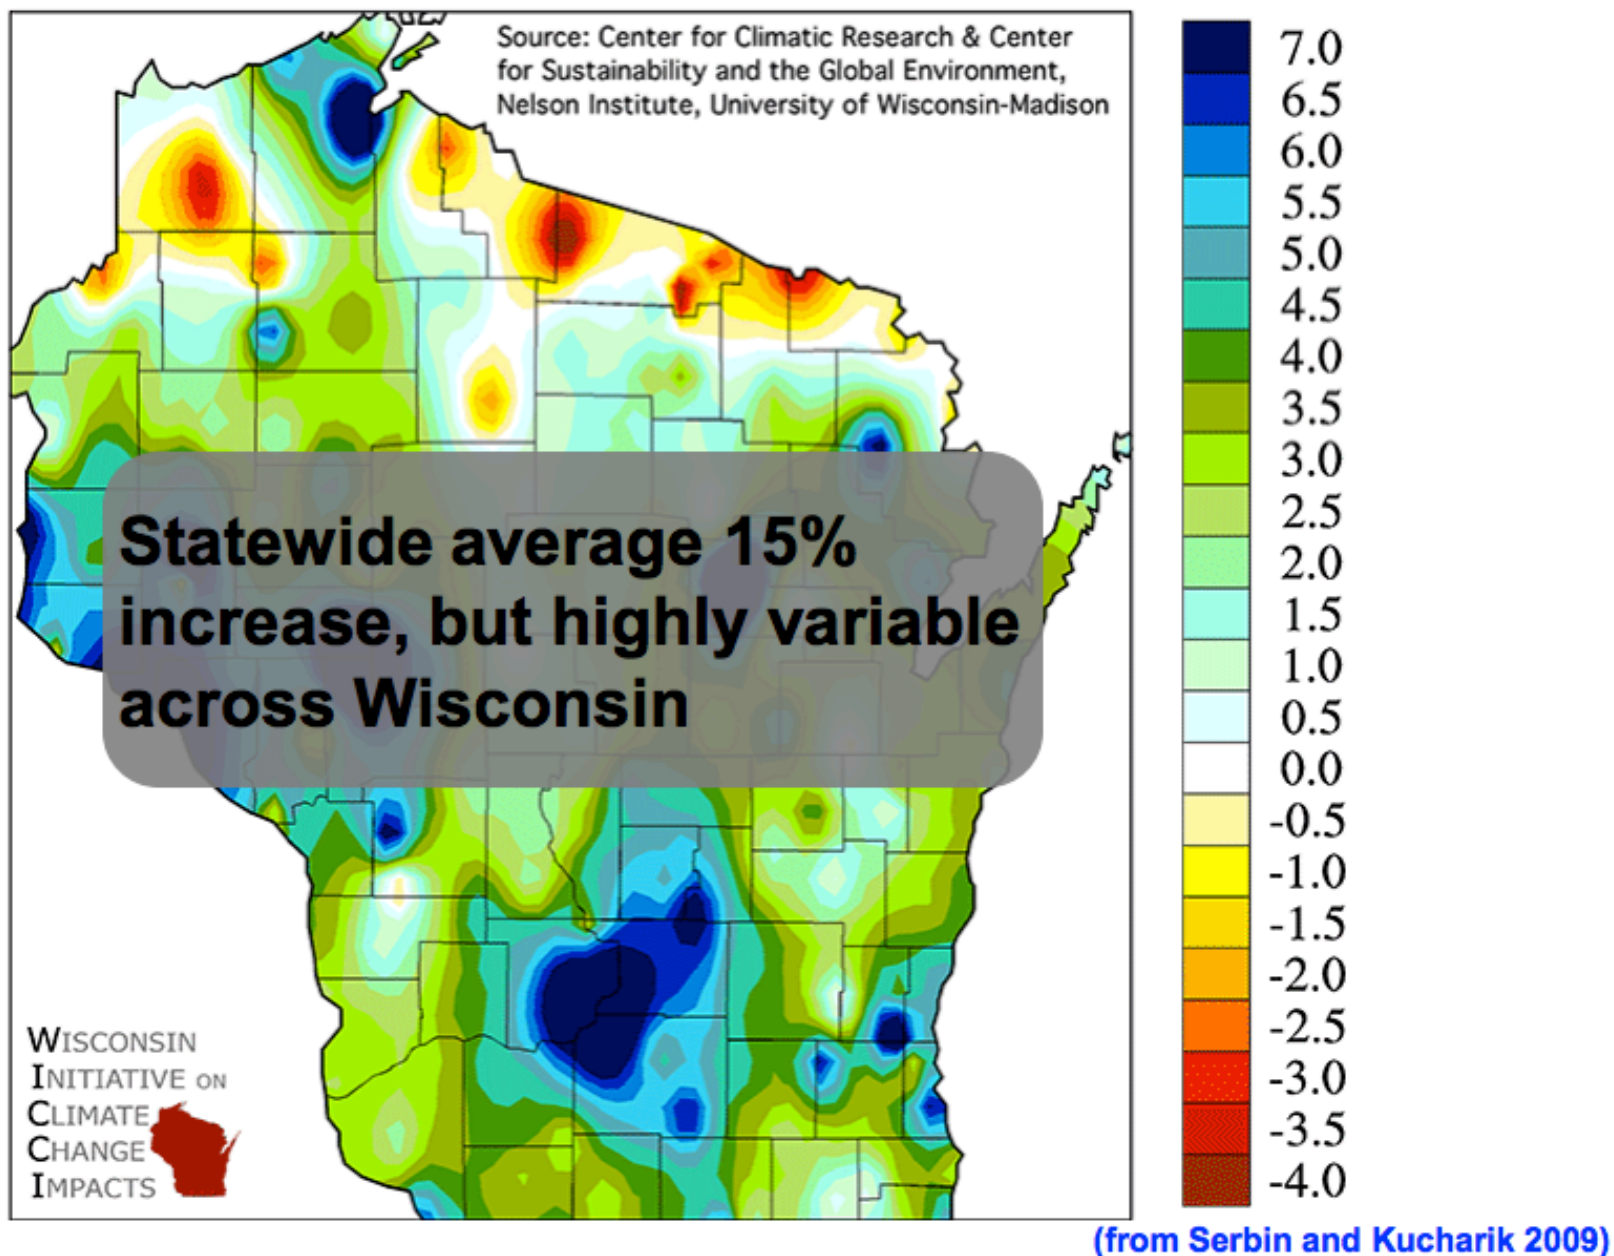 Source: Center for Climatic Research & Center
for Sustainability and the Global Environment,
Nelson Institute, University of Wisconsin-Madison
7.0
6.5
6.0
5.5
5.0
4.5
4.0
3.5
3.0
2.5
2.0
1.5
1.0
0.5
0.0
-0.5
-1.0
-1.5
-2.0
-2.5
-3.0
-3.5
-4.0
Statewide average 15%
increase, but highly variable
across Wisconsin
WISCONSIN
INITIATIVE ON
CLIMATE
CHANGE
IMPACTS
(from Serbin and Kucharik 2009)